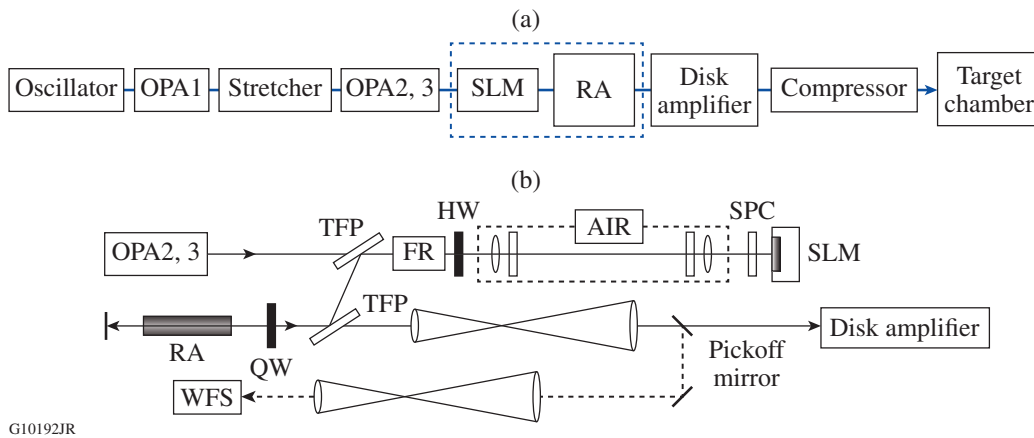 (a)
Oscillator
OPA1
Stretcher
OPA2, 3
SLM
RA
Disk
amplifier
Compressor
Target
chamber
(b)
OPA2, 3
TFP
FR
HW
AIR
SPC
SLM
RA
QW
TFP
Pickoff
mirror
Disk amplifier
WFS
G10192JR